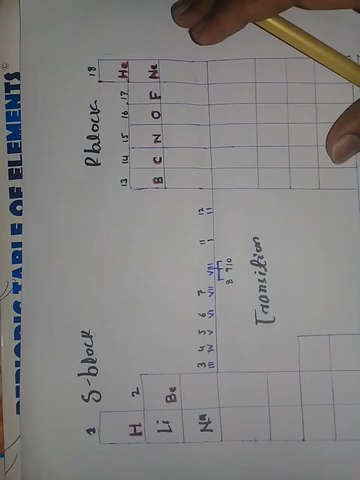 PERIODIC TABLE OF ELEMENTS
S-block
P block
1 18
H 2 13 14 15 16 17 He
Li Be B C N O F Ne
Na 3 4 5 6 7 11 12
III IV V VI VII VIII I II
8 9 10
Transition